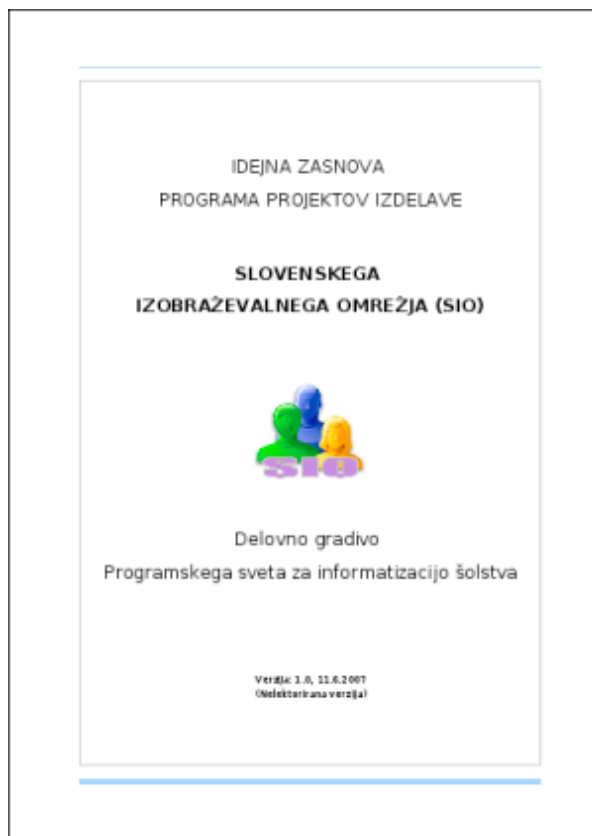 IDEJNA ZASNOVA
PROGRAMA PROJEKTOV IZDELAVE
SLOVENSKEGA
IZOBRAŽEVALNEGA OMREŽJA (SIO)
SIO
Delovno gradivo
Programskega sveta za informatizacijo šolstva
Verzija: 1.0, 11.6.2007
(Nelektorirana verzija)